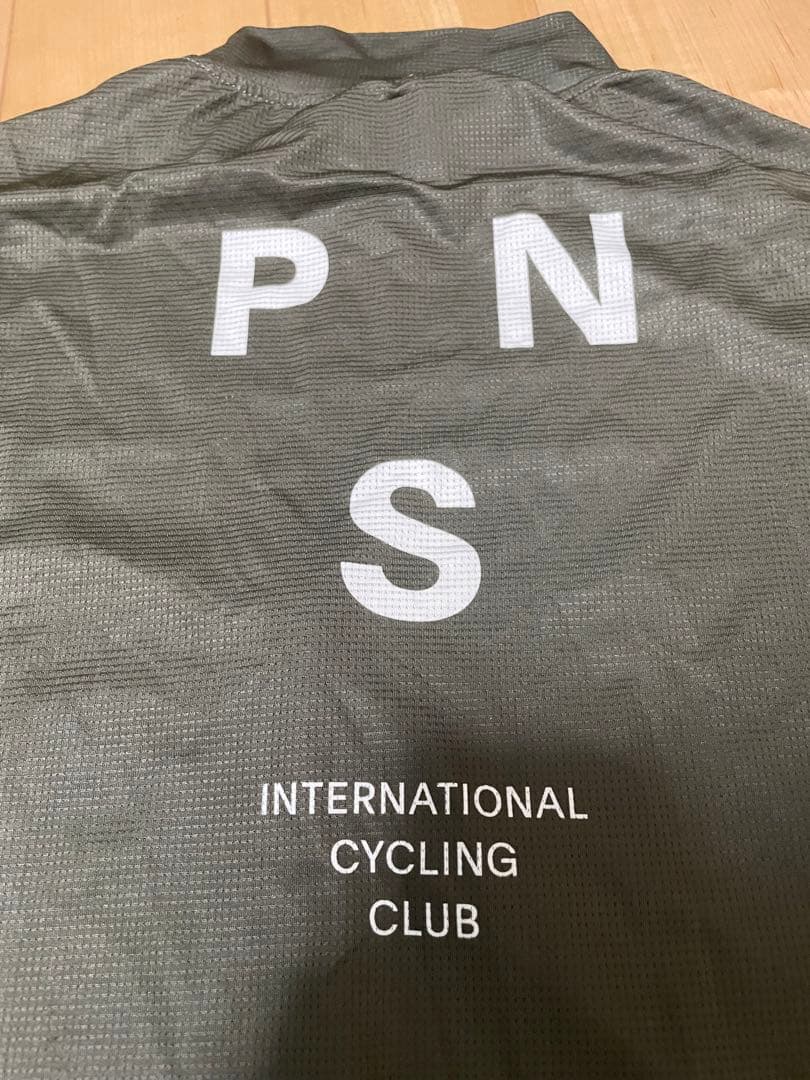 P N
S
INTERNATIONAL
CYCLING
CLUB